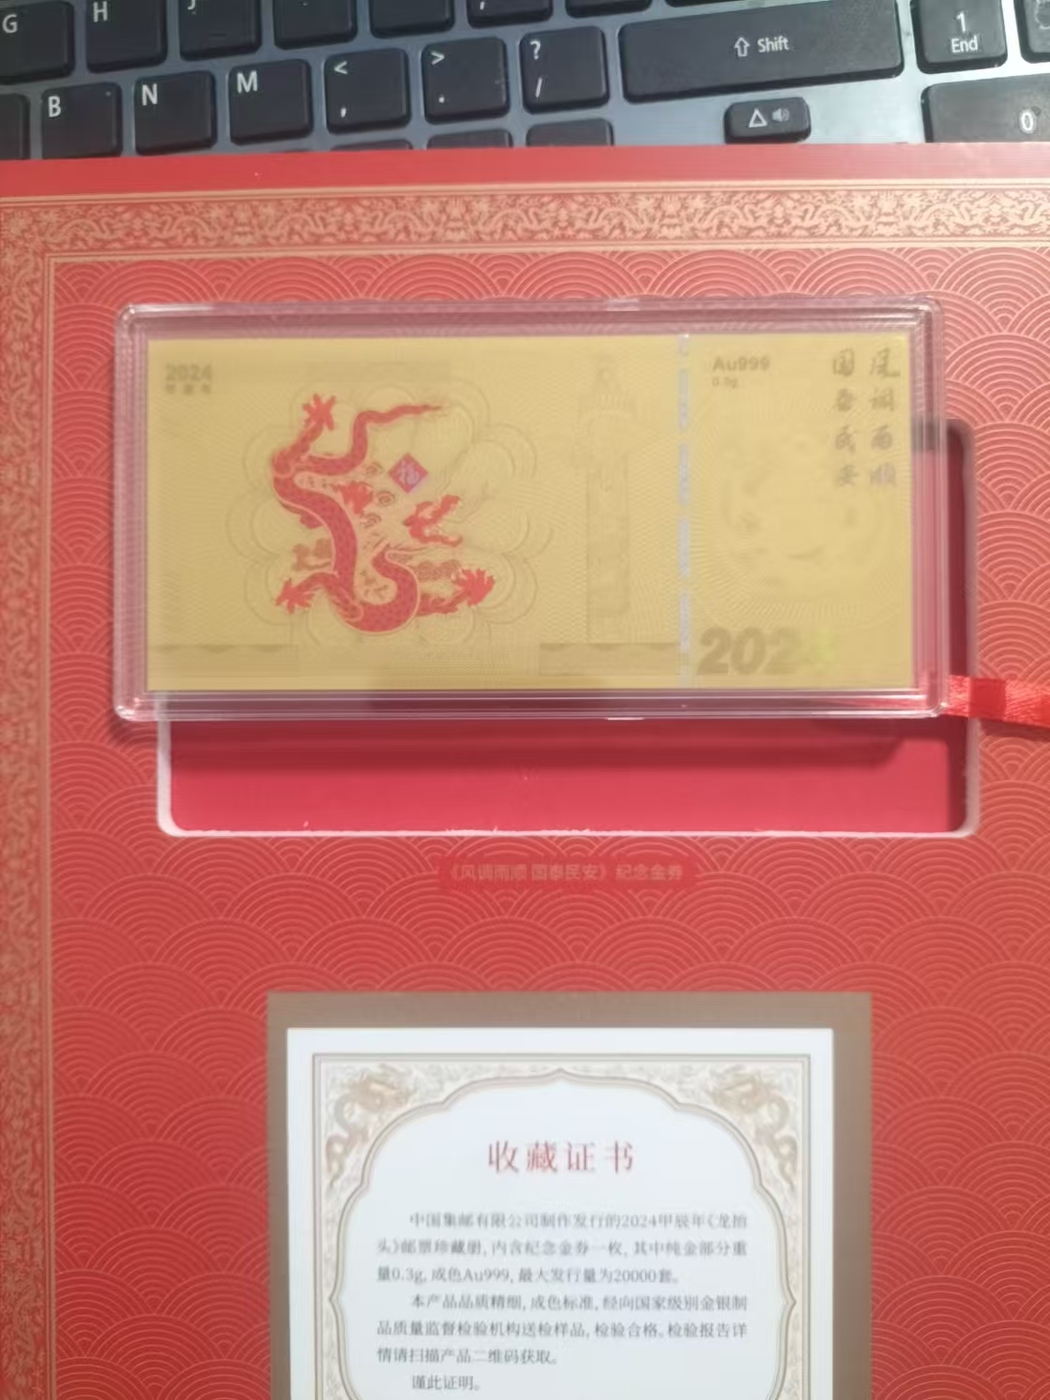 G
H
J
B
N
M
<
,
>
.
?
/
Shift
1
End
0
2024
甲辰年
Au999
0.3g
风调雨顺
国泰民安
福
2024
《风调雨顺 国泰民安》纪念金券
收藏证书
中国集邮有限公司制作发行的2024甲辰年《龙抬
头》邮票珍藏册,内含纪念金券一枚,其中纯金部分重
量0.3g,成色Au999,最大发行量为20000套。
本产品品质精细,成色标准,经向国家级别金银制
品质量监督检验机构送检样品,检验合格,检验报告详
情请扫描产品二维码获取。
谨此证明。